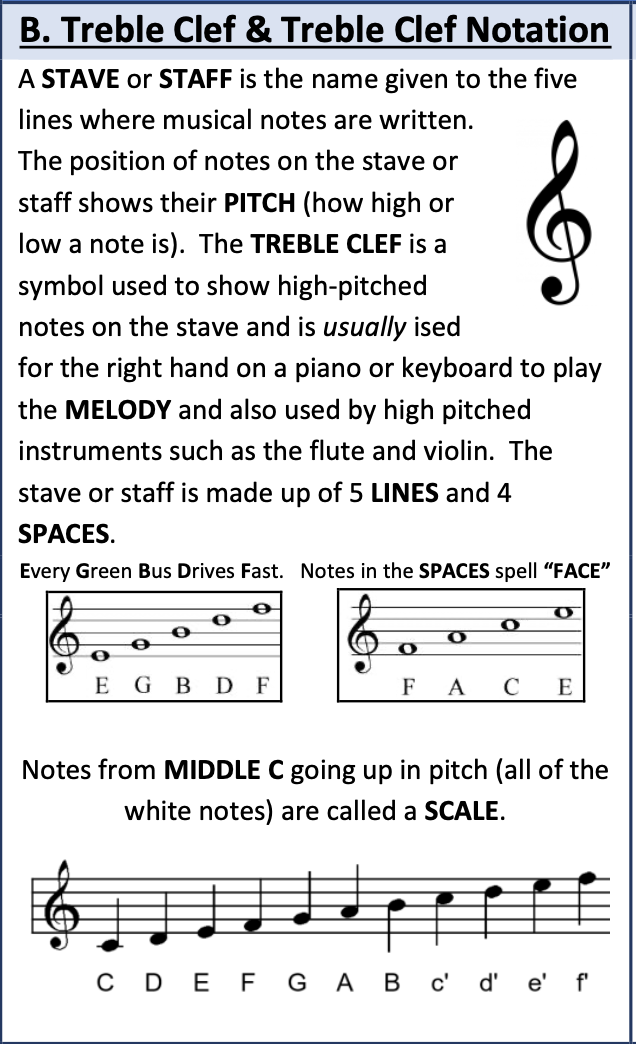 B. Treble Clef & Treble Clef Notation
A STAVE or STAFF is the name given to the five
lines where musical notes are written.
The position of notes on the stave or
staff shows their PITCH (how high or
low a note is). The TREBLE CLEF is a
symbol used to show high-pitched
notes on the stave and is usually ised
for the right hand on a piano or keyboard to play
the MELODY and also used by high pitched
instruments such as the flute and violin. The
stave or staff is made up of 5 LINES and 4
SPACES.
Every Green Bus Drives Fast. Notes in the SPACES spell “FACE”
E G B D F F A C E
Notes from MIDDLE C going up in pitch (all of the
white notes) are called a SCALE.
C D E F G A B c' d' e' f'